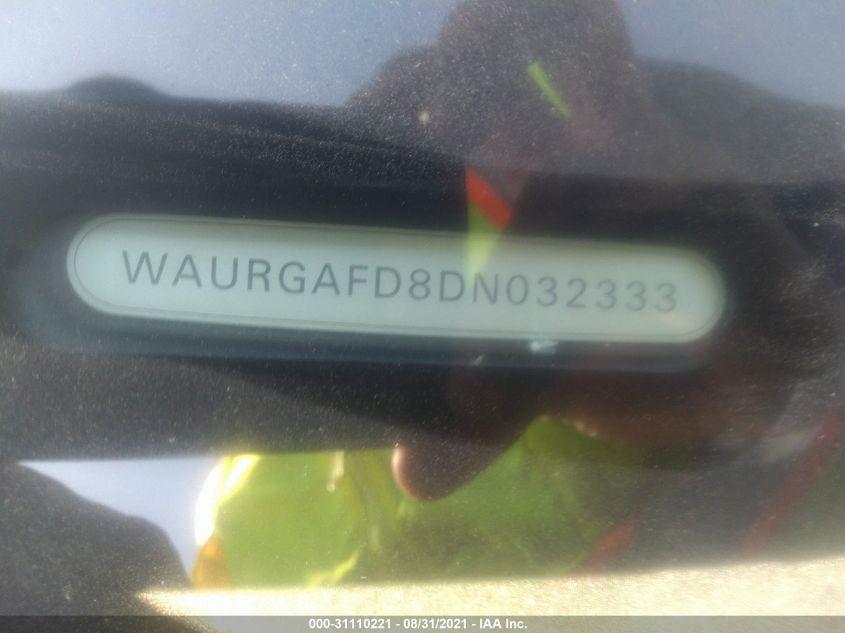 WAURGAFD8DN032333
000-31110221 - 08/31/2021 - IAA Inc.